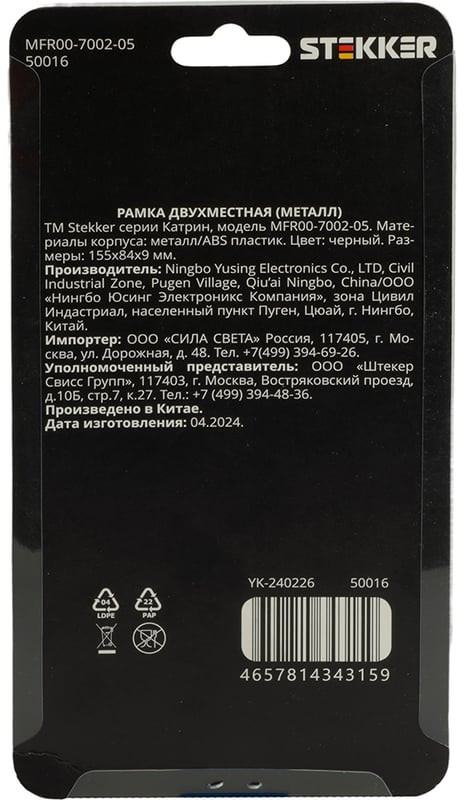 MFR00-7002-05
50016
STEKKER
РАМКА ДВУХМЕСТНАЯ (МЕТАЛЛ)
ТМ Stekker серии Катрин, модель MFR00-7002-05. Мате-
риалы корпуса: металл/ABS пластик. Цвет: черный. Раз-
меры: 155x84x9 мм.
Производитель: Ningbo Yusing Electronics Co., LTD, Civil
Industrial Zone, Pugen Village, Qiu’ai Ningbo, China/ООО
«Нингбо Юсинг Электроникс Компания», зона Цивил
Индастриал, населенный пункт Пуген, Цюай, г. Нингбо,
Китай.
Импортер: ООО «СИЛА СВЕТА» Россия, 117405, г. Мо-
сква, ул. Дорожная, д. 48. Тел. +7(499) 394-69-26.
Уполномоченный представитель: ООО «Штекер
Свисс Групп», 117403, г. Москва, Востряковский проезд,
д.10Б, стр.7, к.27. Тел.: +7 (499) 394-48-36.
Произведено в Китае.
Дата изготовления: 04.2024.
YK-240226 50016
04 22
LDPE PAP
4657814343159